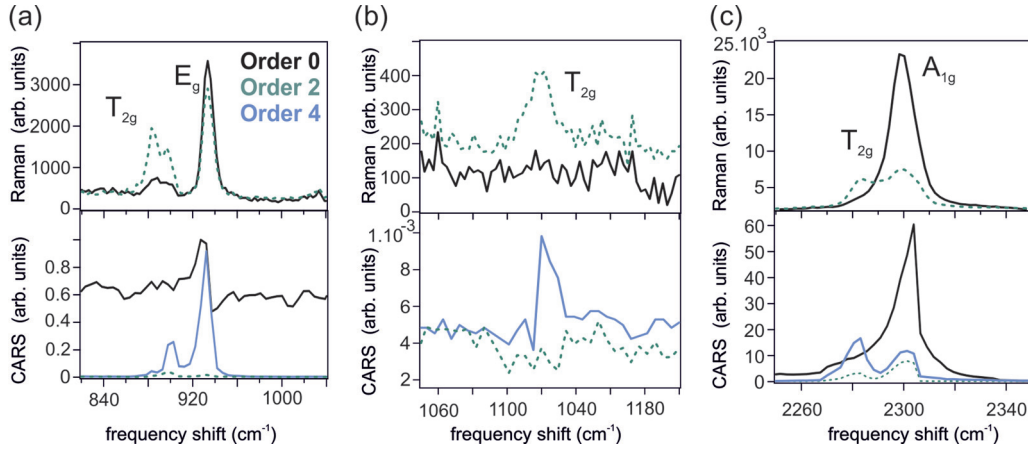 (a)
Raman (arb. units)
3000
2000
1000
0
T2g
Eg
Order 0
Order 2
Order 4
CARS (arb. units)
0.8
0.6
0.4
0.2
0
840
920
1000
frequency shift (cm-1)
(b)
Raman (arb. units)
400
300
200
100
0
T2g
CARS (arb. units)
1.10-3
8
6
4
2
1060
1100
1040
1180
frequency shift (cm-1)
(c)
Raman (arb. units)
25.103
20
15
10
5
T2g
A1g
CARS (arb. units)
60
50
40
30
20
10
0
2260
2300
2340
frequency shift (cm-1)